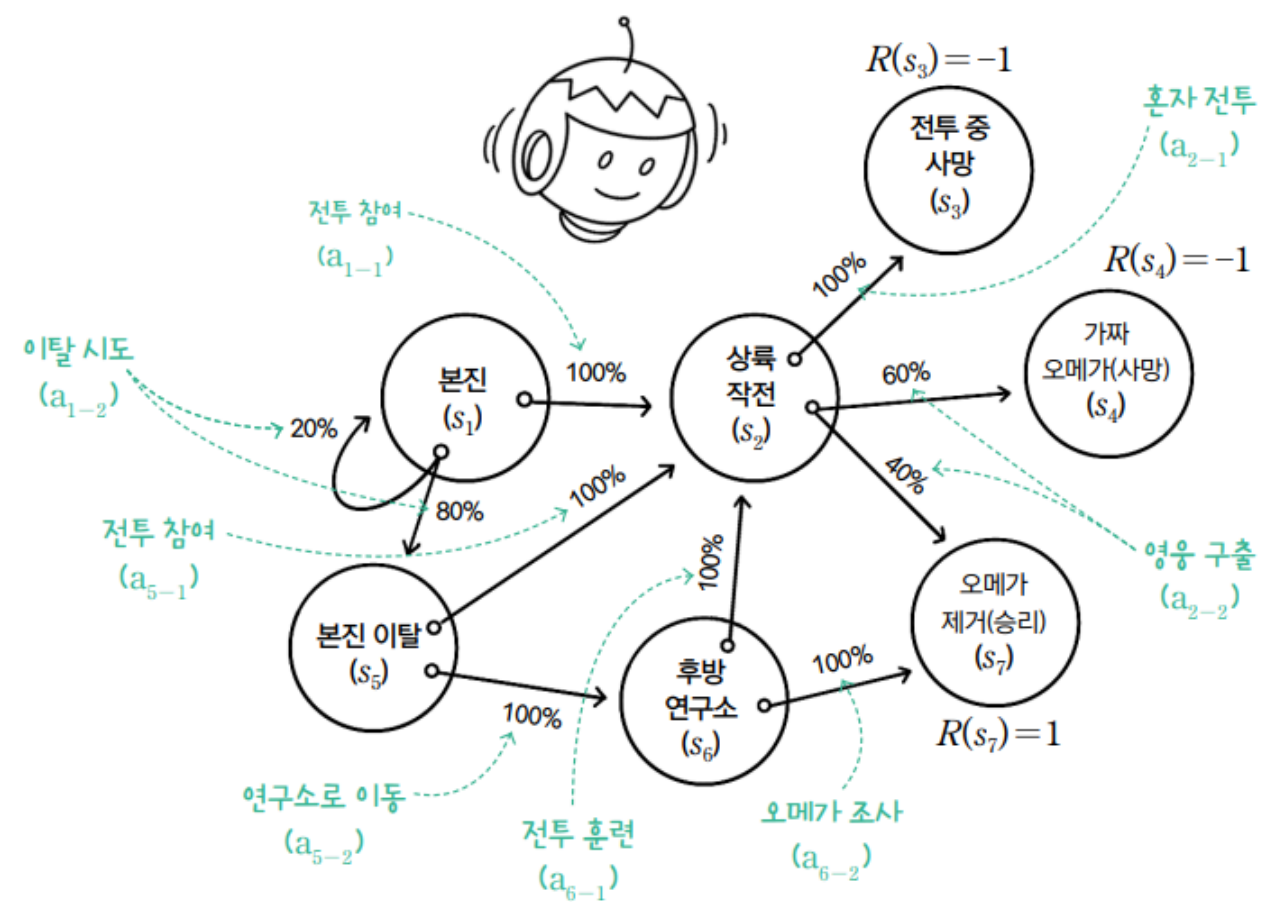 R(s₃)=-1
혼자 전투
(a₂₋₁)
전투 중
사망
(s₃)
전투 참여
(a₁₋₁)
100%
R(s₄)=-1
이탈 시도
(a₁₋₂)
본진
(s₁)
100%
상륙
작전
(s₂)
60%
가짜
오메가(사망)
(s₄)
20%
80%
100%
40%
전투 참여
(a₅₋₁)
100%
영웅 구출
(a₂₋₂)
본진 이탈
(s₅)
100%
후방
연구소
(s₆)
100%
오메가
제거(승리)
(s₇)
R(s₇)=1
연구소로 이동
(a₅₋₂)
전투 훈련
(a₆₋₁)
오메가 조사
(a₆₋₂)